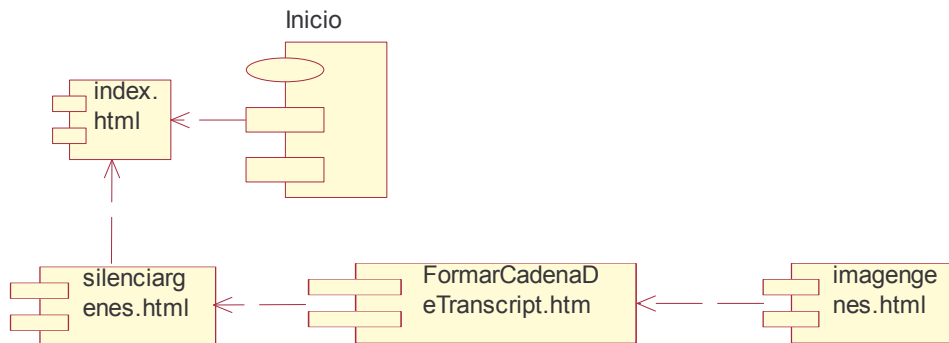 Inicio
index.
html
silenciarg
enes.html
FormarCadenaD
eTranscript.htm
imagenge
nes.html